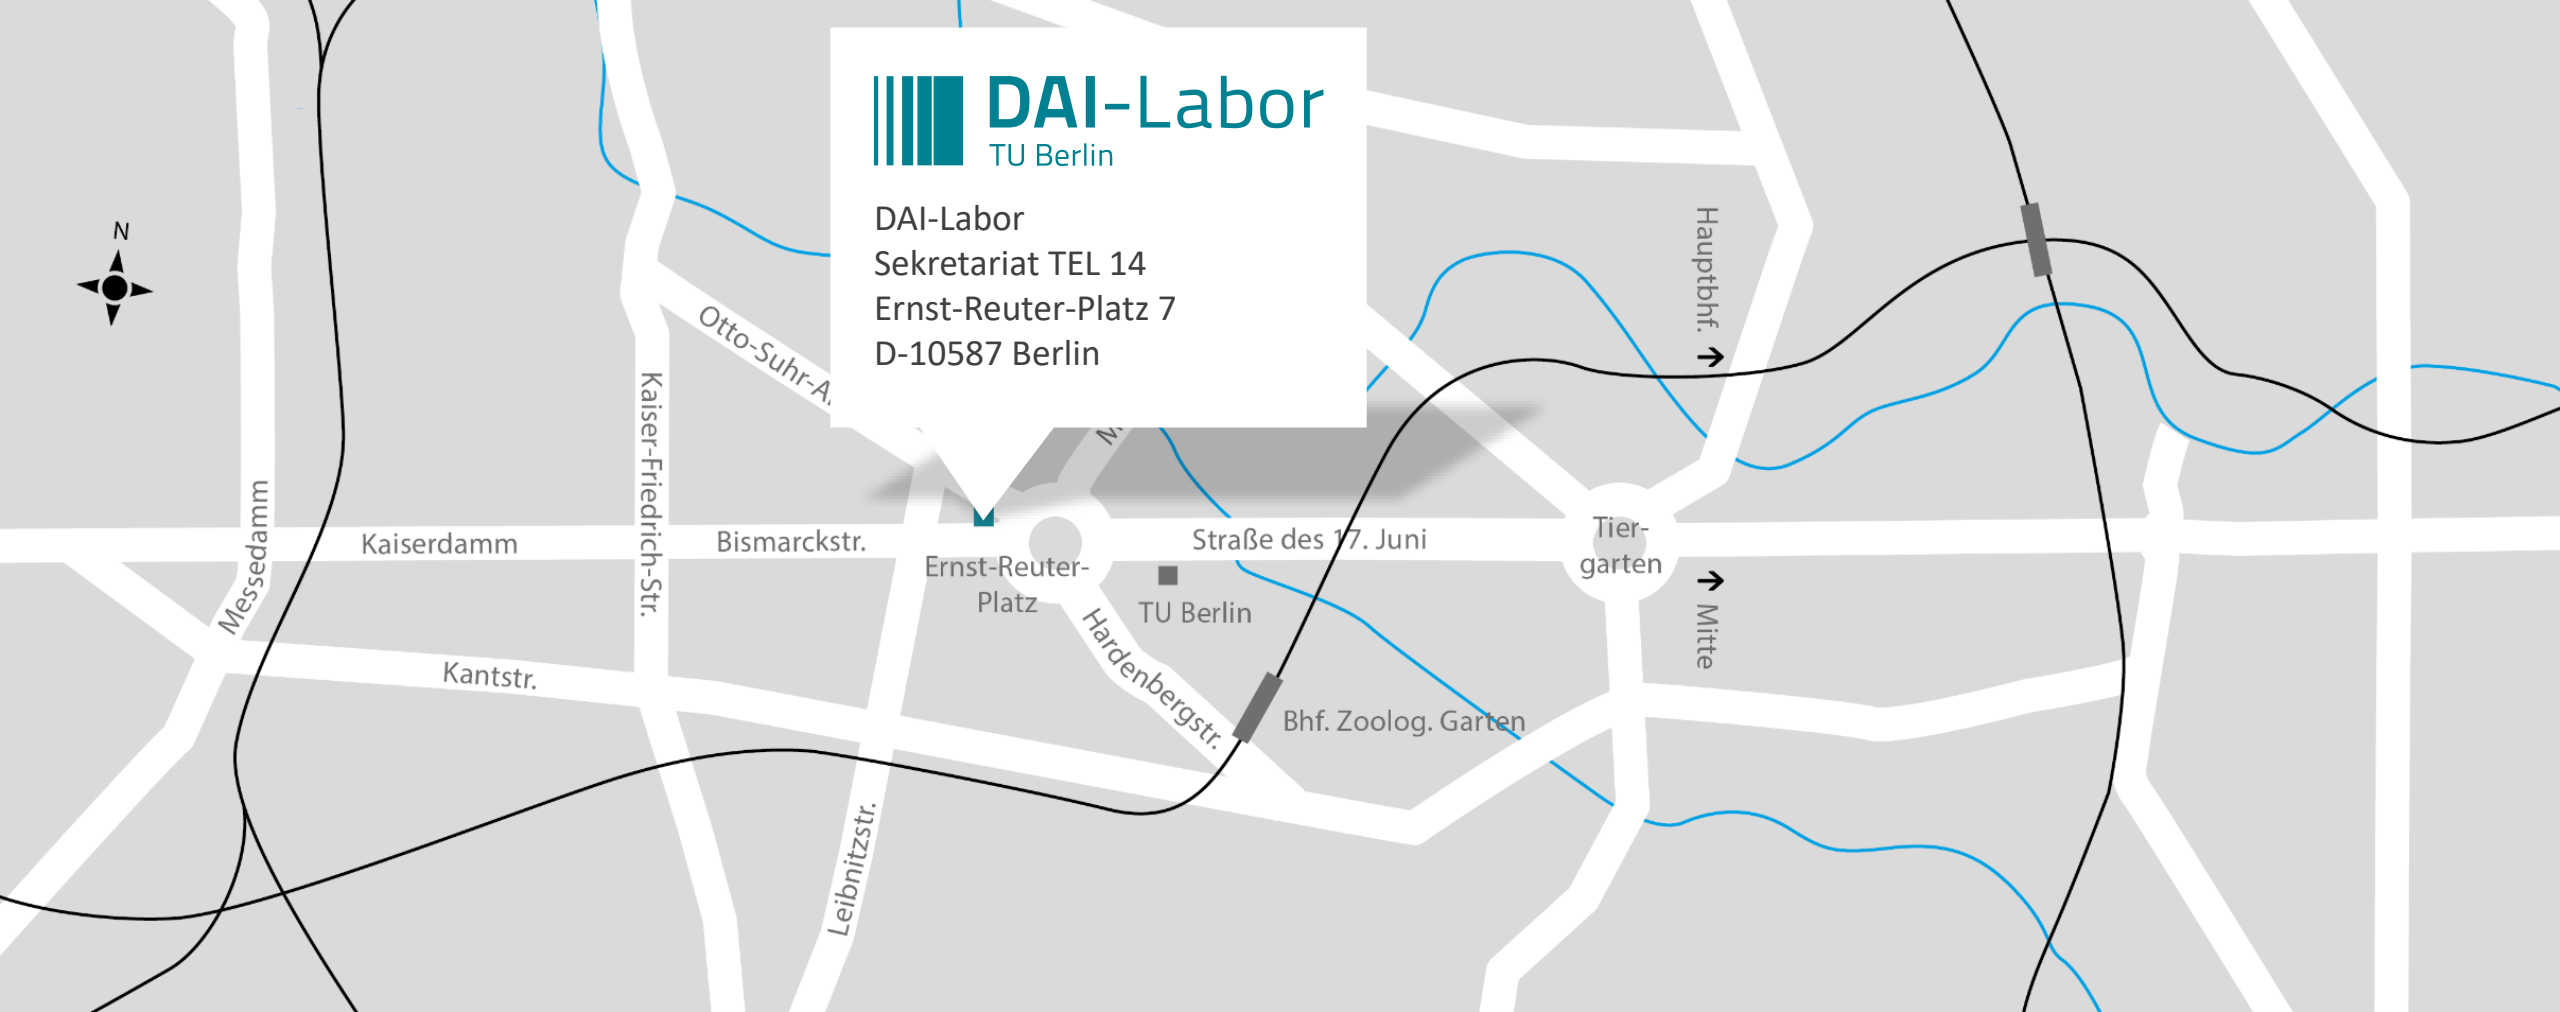 DAI-Labor
TU Berlin
DAI-Labor
Sekretariat TEL 14
Ernst-Reuter-Platz 7
D-10587 Berlin
N
Hauptbhf.
Otto-Suhr-
Kaiser-Friedrich-Str.
Messedamm
Kaiserdamm
Bismarckstr.
Straße des 17. Juni
Tier-
garten
Ernst-Reuter-
Platz
TU Berlin
Mitte
Hardenbergstr.
Kantstr.
Bhf. Zoolog. Garten
Leibnitzstr.